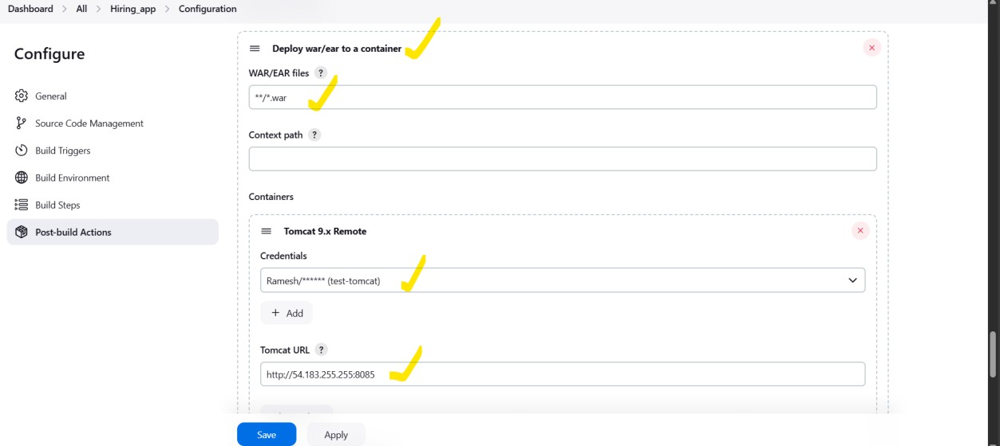 Dashboard > All > Hiring_app > Configuration
Configure
General
Source Code Management
Build Triggers
Build Environment
Build Steps
Post-build Actions
Deploy war/ear to a container
WAR/EAR files ?
**/*.war
Context path ?
Containers
Tomcat 9.x Remote
Credentials
Ramesh/****** (test-tomcat)
+ Add
Tomcat URL ?
http://54.183.255.255:8085
Save Apply